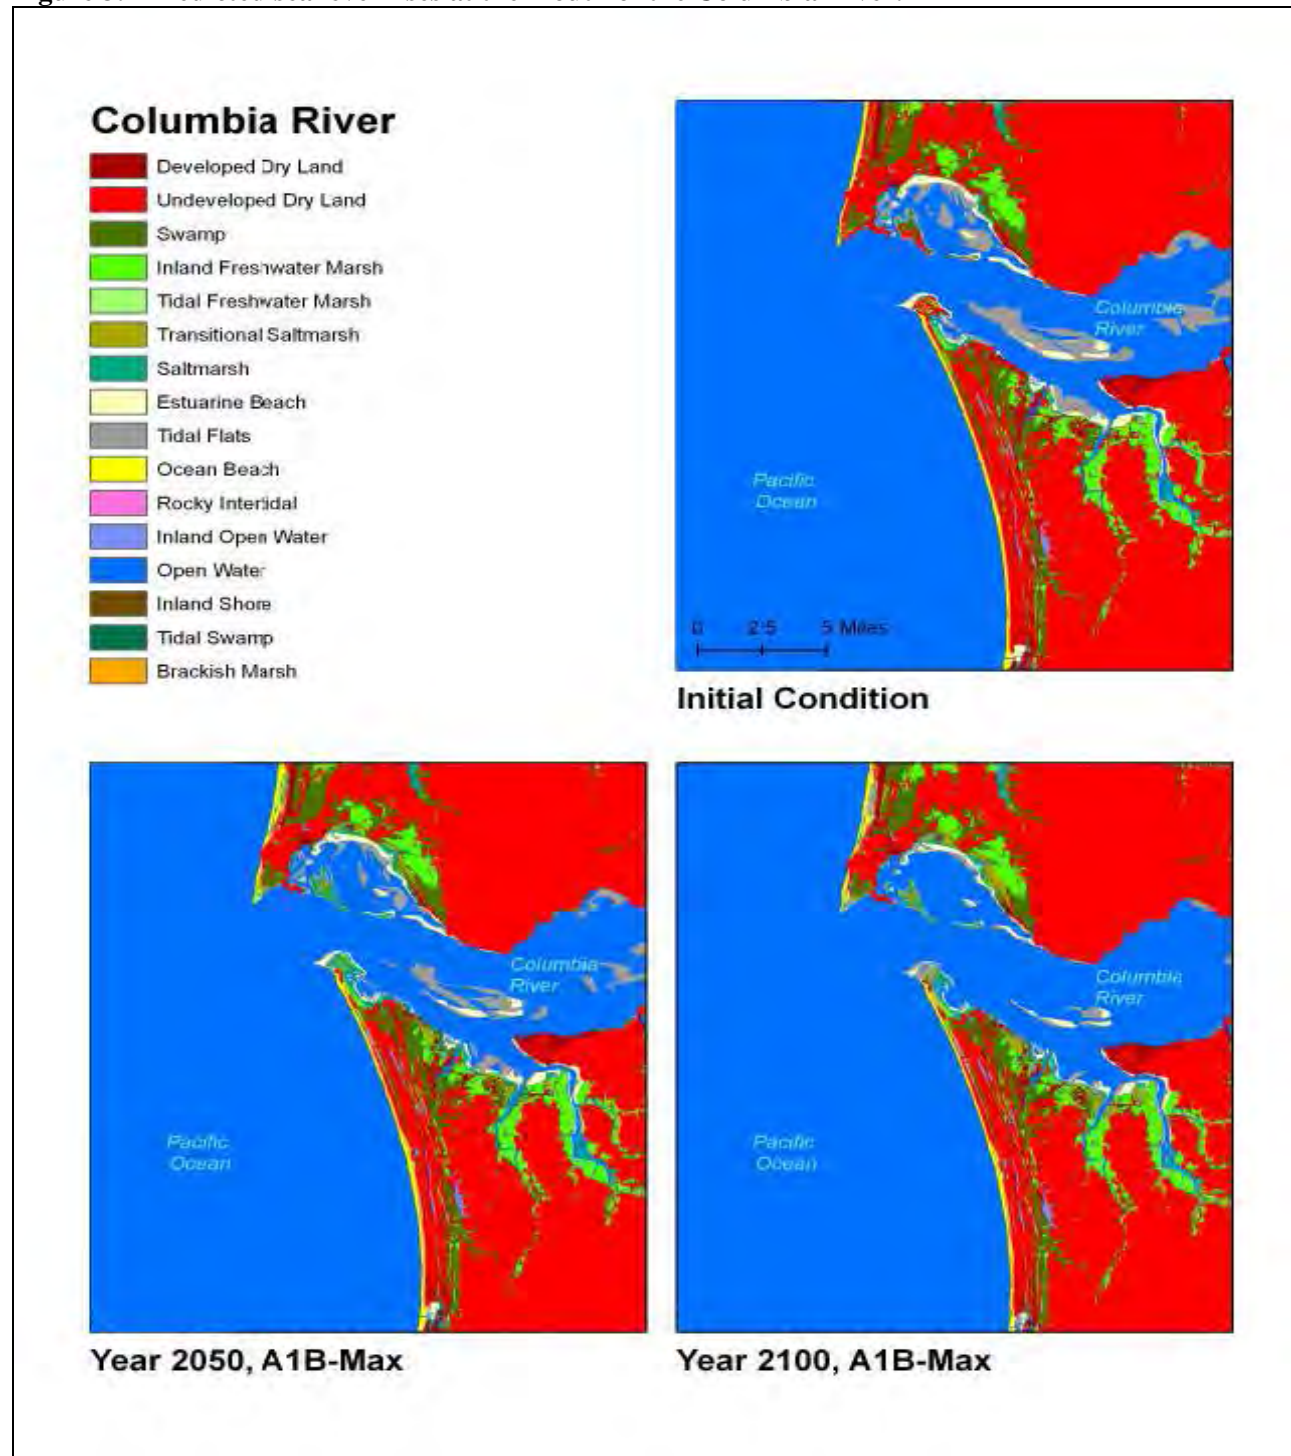 Columbia River
Developed Dry Land
Undeveloped Dry Land
Swamp
Inland Freshwater Marsh
Tidal Freshwater Marsh
Transitional Saltmarsh
Saltmarsh
Estuarine Beach
Tidal Flats
Ocean Beach
Rocky Intertidal
Inland Open Water
Open Water
Inland Shore
Tidal Swamp
Brackish Marsh
Columbia
River
Pacific
Ocean
0 2.5 5 Miles
Initial Condition
Columbia
River
Pacific
Ocean
Year 2050, A1B-Max
Columbia
River
Pacific
Ocean
Year 2100, A1B-Max